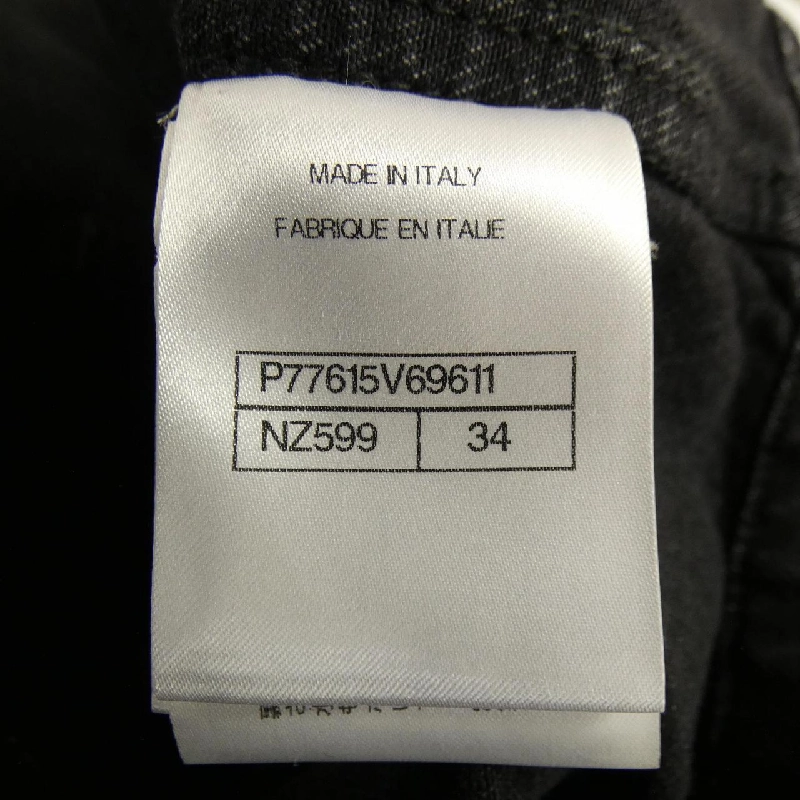 MADE IN ITALY
FABRIQUE EN ITALIE
P77615V69611
NZ599 34